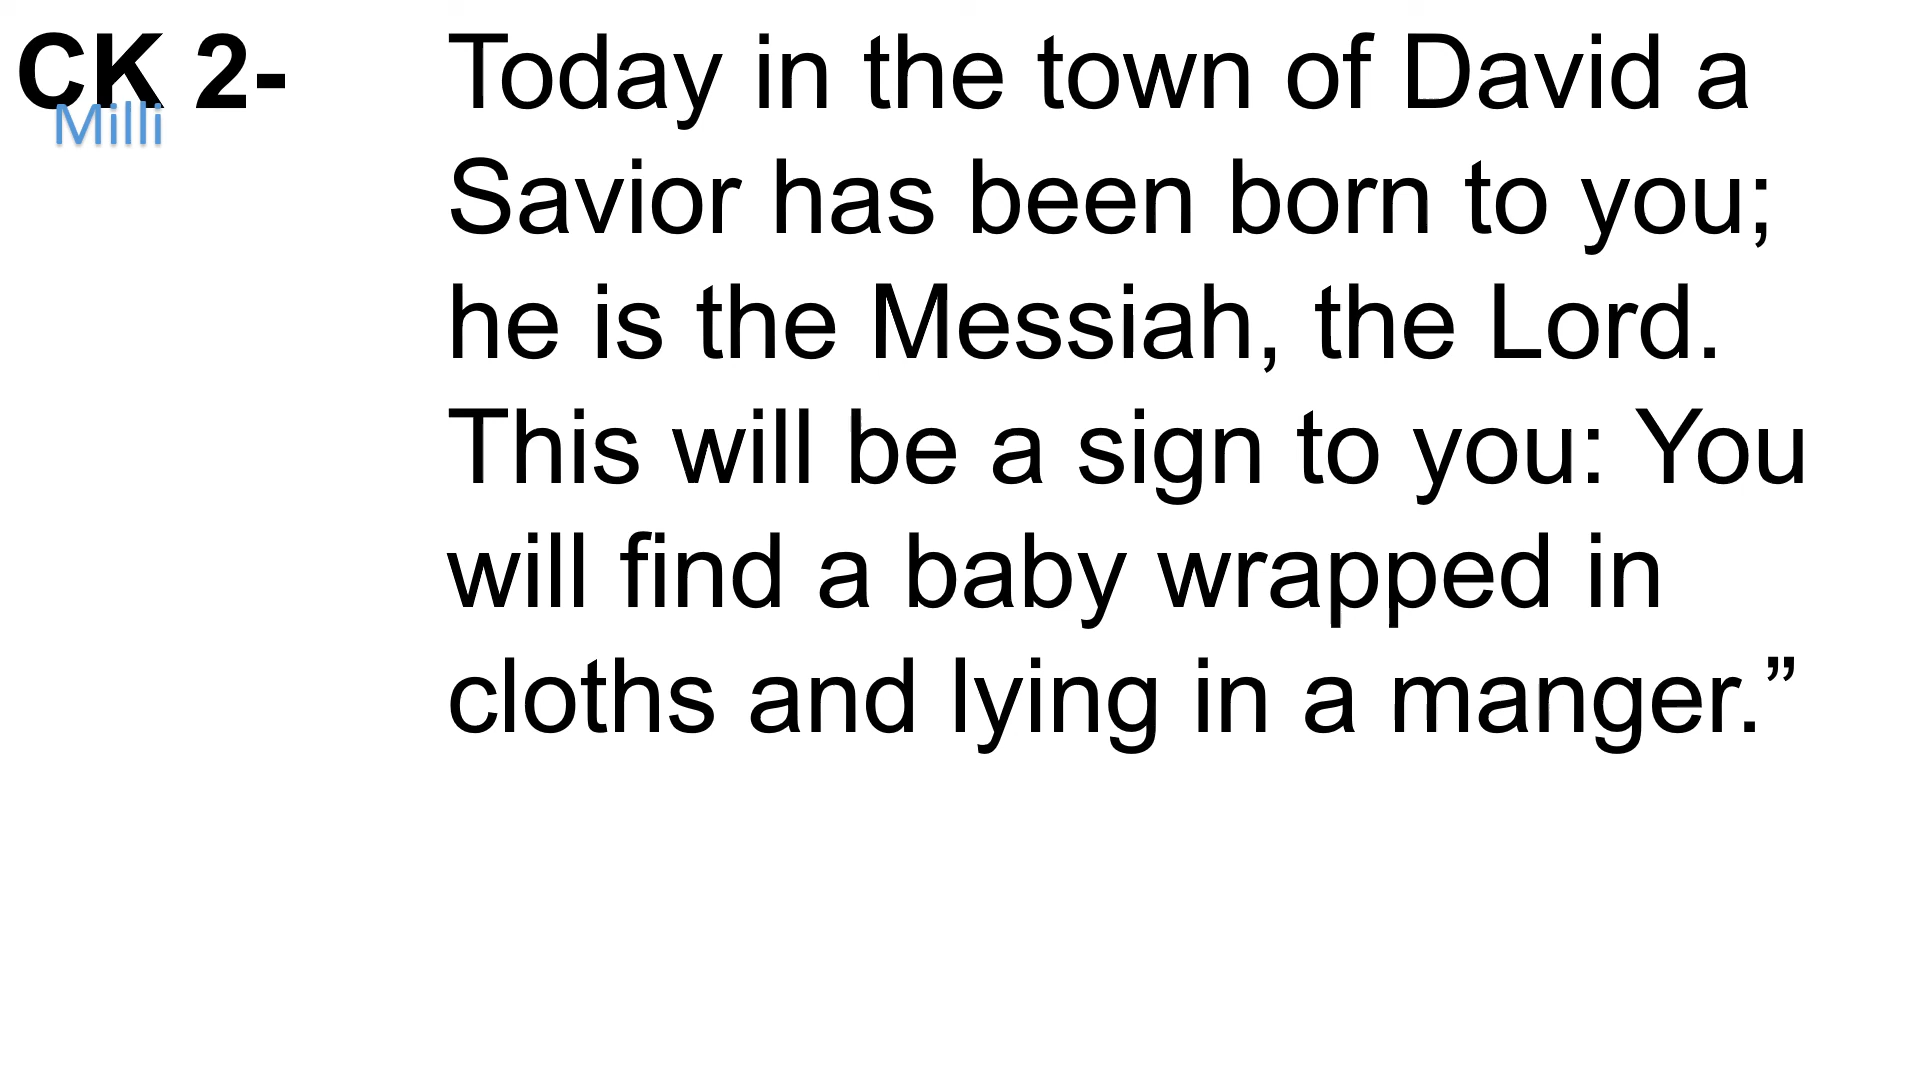 CK 2-
Milli
Today in the town of David a
Savior has been born to you;
he is the Messiah, the Lord.
This will be a sign to you: You
will find a baby wrapped in
cloths and lying in a manger.”